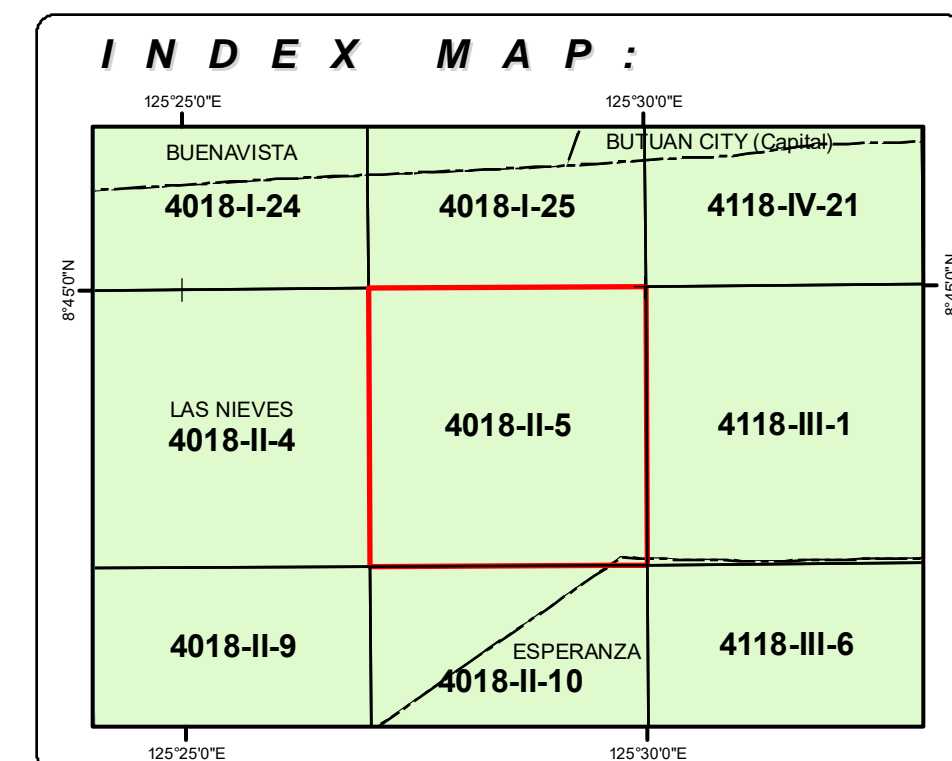 INDEX MAP:
125°25'0"E 125°30'0"E
BUENAVISTA
BUTUAN CITY (Capital)
4018-I-24
4018-I-25
4118-IV-21
8°45'0"N
8°45'0"N
LAS NIEVES
4018-II-4
4018-II-5
4118-III-1
4018-II-9
ESPERANZA
4018-II-10
4118-III-6
125°25'0"E 125°30'0"E